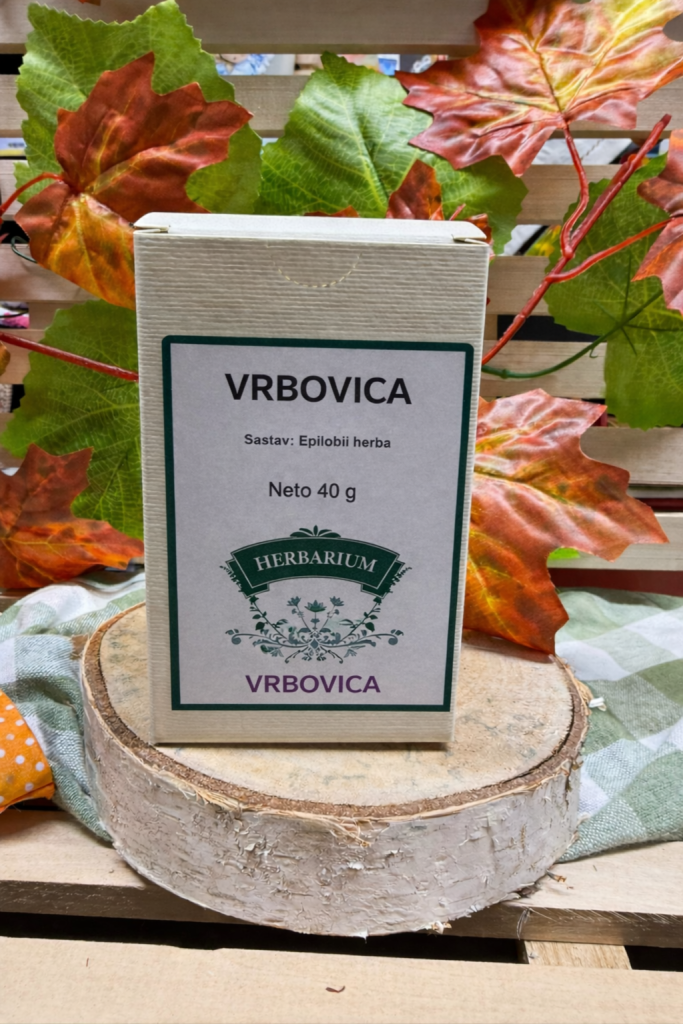 VRBOVICA
Sastav: Epilobii herba
Neto 40 g
HERBARIUM
VRBOVICA